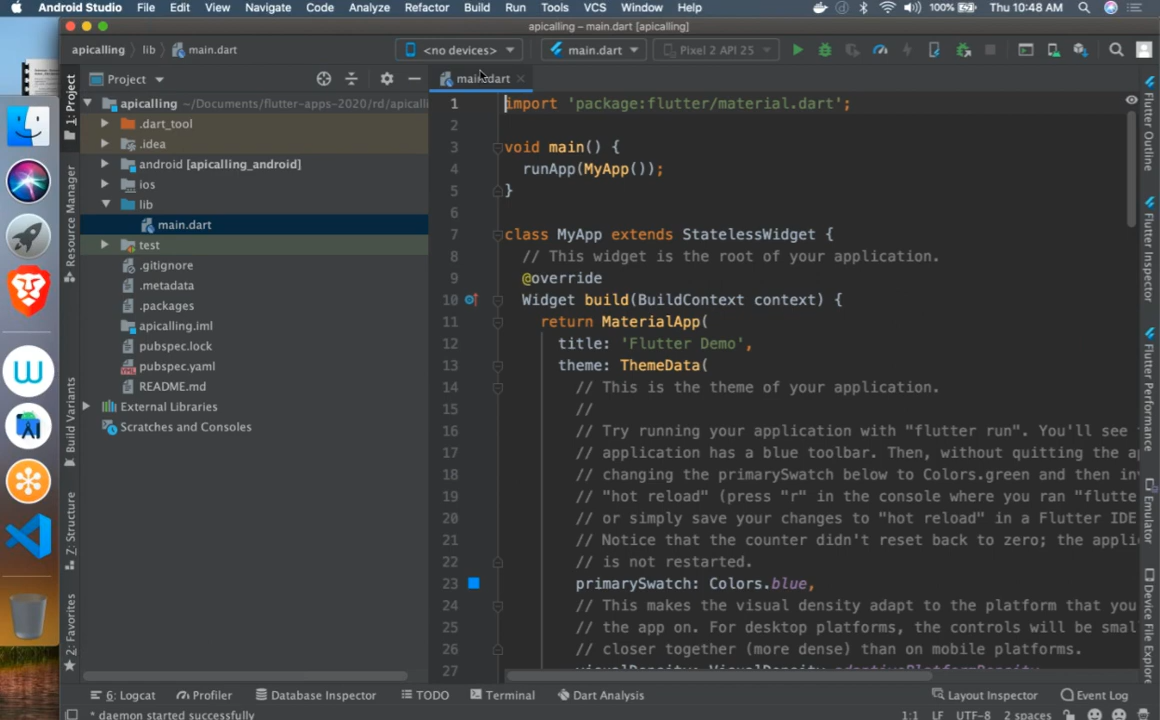 Android Studio File Edit View Navigate Code Analyze Refactor Build Run Tools VCS Window Help 100% Thu 10:48 AM
apicalling – main.dart [apicalling]
apicalling lib main.dart <no devices> main.dart Pixel 2 API 25
1: Project
Resource Manager
Build Variants
7: Structure
2: Favorites
Project
apicalling ~/Documents/flutter-apps-2020/rd/apicalli
.dart_tool
.idea
android [apicalling_android]
ios
lib
main.dart
test
.gitignore
.metadata
.packages
apicalling.iml
pubspec.lock
pubspec.yaml
README.md
External Libraries
Scratches and Consoles
main.dart
1 import 'package:flutter/material.dart';
2
3 void main() {
4 runApp(MyApp());
5 }
6
7 class MyApp extends StatelessWidget {
8 // This widget is the root of your application.
9 @override
10 Widget build(BuildContext context) {
11 return MaterialApp(
12 title: 'Flutter Demo',
13 theme: ThemeData(
14 // This is the theme of your application.
15 //
16 // Try running your application with "flutter run". You'll see
17 // application has a blue toolbar. Then, without quitting the a
18 // changing the primarySwatch below to Colors.green and then in
19 // "hot reload" (press "r" in the console where you ran "flutte
20 // or simply save your changes to "hot reload" in a Flutter IDE
21 // Notice that the counter didn't reset back to zero; the appli
22 // is not restarted.
23 primarySwatch: Colors.blue,
24 // This makes the visual density adapt to the platform that you
25 // the app on. For desktop platforms, the controls will be smal
26 // closer together (more dense) than on mobile platforms.
27 visualDensity: VisualDensity.adaptivePlatformDensity,
Flutter Outline
Flutter Inspector
Flutter Performance
Emulator
Device File Explorer
6: Logcat Profiler Database Inspector TODO Terminal Dart Analysis Layout Inspector Event Log
* daemon started successfully 1:1 LF UTF-8 2 spaces